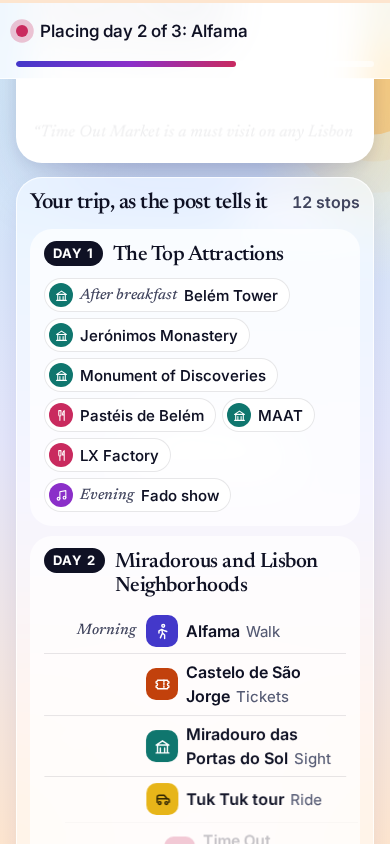 Placing day 2 of 3: Alfama
"Time Out Market is a must visit on any Lisbon
Your trip, as the post tells it 12 stops
DAY 1 The Top Attractions
After breakfast Belém Tower
Jerónimos Monastery
Monument of Discoveries
Pastéis de Belém MAAT
LX Factory
Evening Fado show
DAY 2 Miradorous and Lisbon
Neighborhoods
Morning Alfama Walk
Castelo de São
Jorge Tickets
Miradouro das
Portas do Sol Sight
Tuk Tuk tour Ride
Time Out